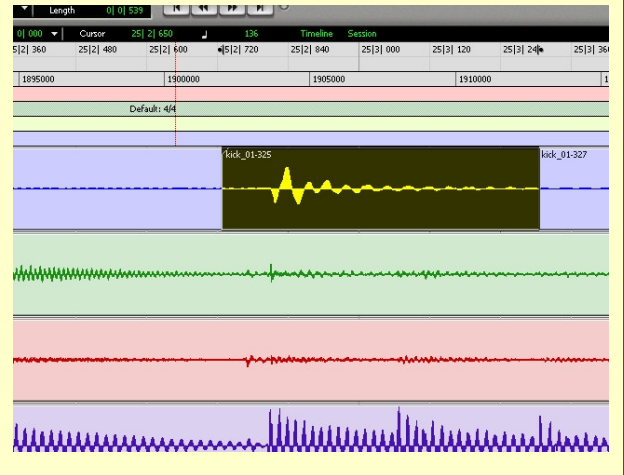 Length 0| 0| 539
0| 000 Cursor 25| 2| 650 136 Timeline Session
5|2| 360 25|2| 480 25|2| 600 5|2| 720 25|2| 840 25|3| 000 25|3| 120 25|3| 24 25|3| 36
1895000 1900000 1905000 1910000 1
Default: 4/4
kick_01-325 kick_01-327